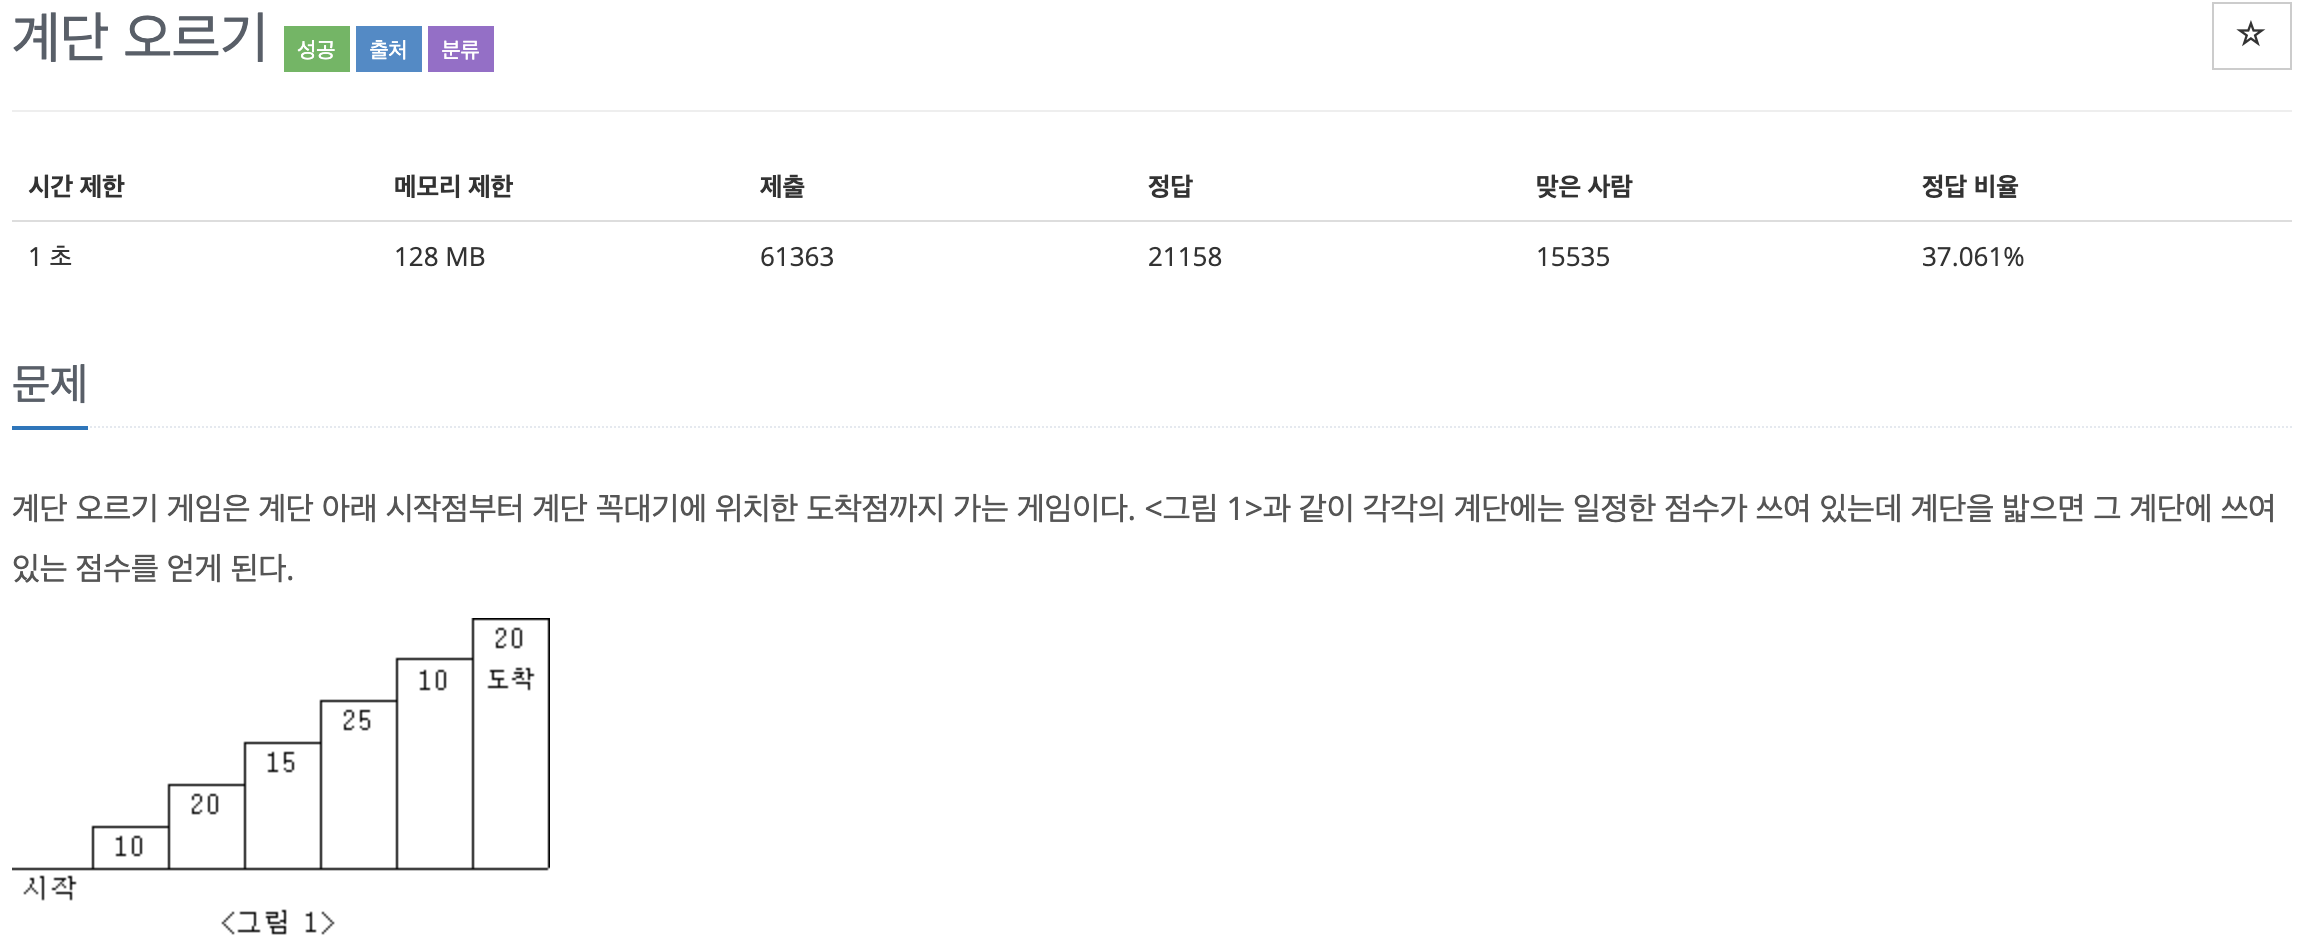 계단 오르기 성공 출처 분류
시간 제한 메모리 제한 제출 정답 맞은 사람 정답 비율
1 초 128 MB 61363 21158 15535 37.061%
문제
계단 오르기 게임은 계단 아래 시작점부터 계단 꼭대기에 위치한 도착점까지 가는 게임이다. <그림 1>과 같이 각각의 계단에는 일정한 점수가 쓰여 있는데 계단을 밟으면 그 계단에 쓰여
있는 점수를 얻게 된다.
20
도착
10
25
15
20
10
시작
<그림 1>